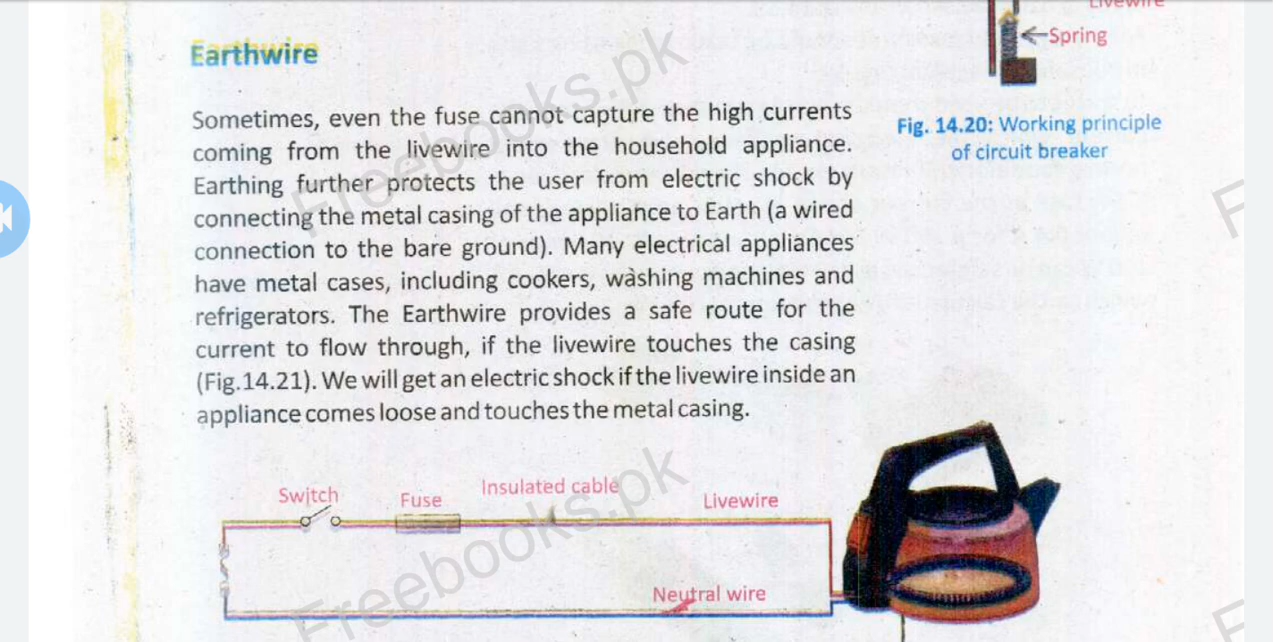 Livewire
Spring
Earthwire
Sometimes, even the fuse cannot capture the high currents
coming from the livewire into the household appliance.
Earthing further protects the user from electric shock by
connecting the metal casing of the appliance to Earth (a wired
connection to the bare ground). Many electrical appliances
have metal cases, including cookers, washing machines and
refrigerators. The Earthwire provides a safe route for the
current to flow through, if the livewire touches the casing
(Fig.14.21). We will get an electric shock if the livewire inside an
appliance comes loose and touches the metal casing.
Fig. 14.20: Working principle
of circuit breaker
Switch
Fuse
Insulated cable
Livewire
Neutral wire
Freebooks.pk
Freebooks.pk
F
F